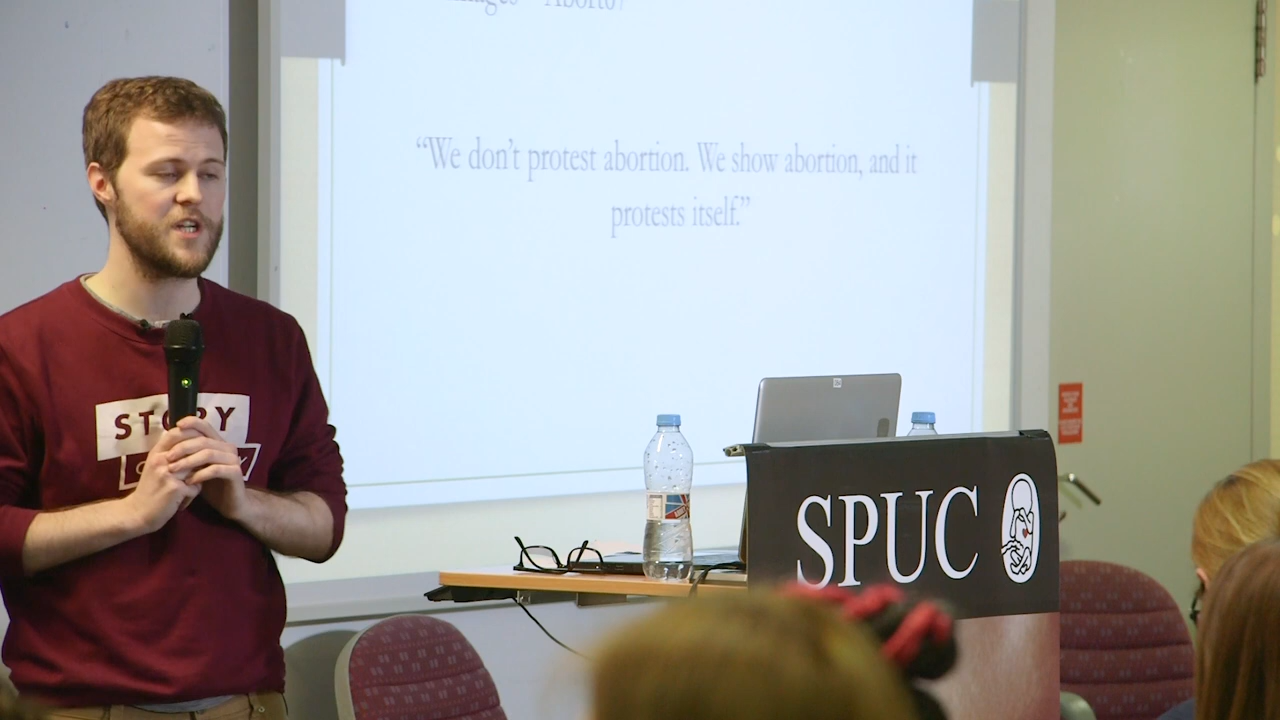 “We don’t protest abortion. We show abortion, and it
protests itself.”
STORY
SPUC